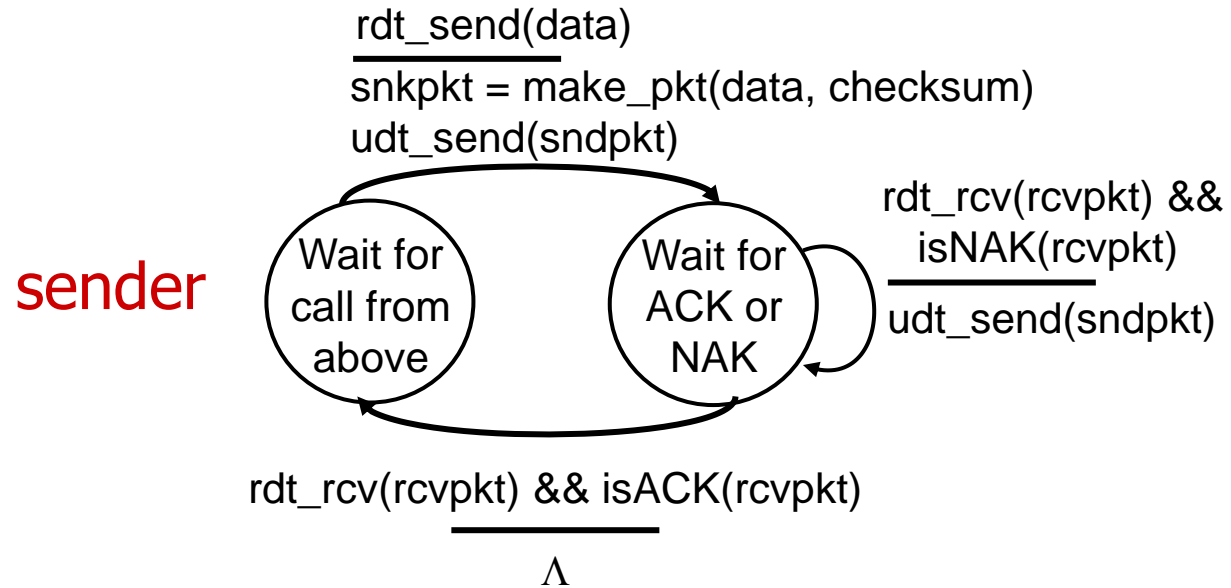 rdt_send(data)
snkpkt = make_pkt(data, checksum)
udt_send(sndpkt)
sender
Wait for
call from
above
Wait for
ACK or
NAK
rdt_rcv(rcvpkt) &&
isNAK(rcvpkt)
udt_send(sndpkt)
rdt_rcv(rcvpkt) && isACK(rcvpkt)
Λ